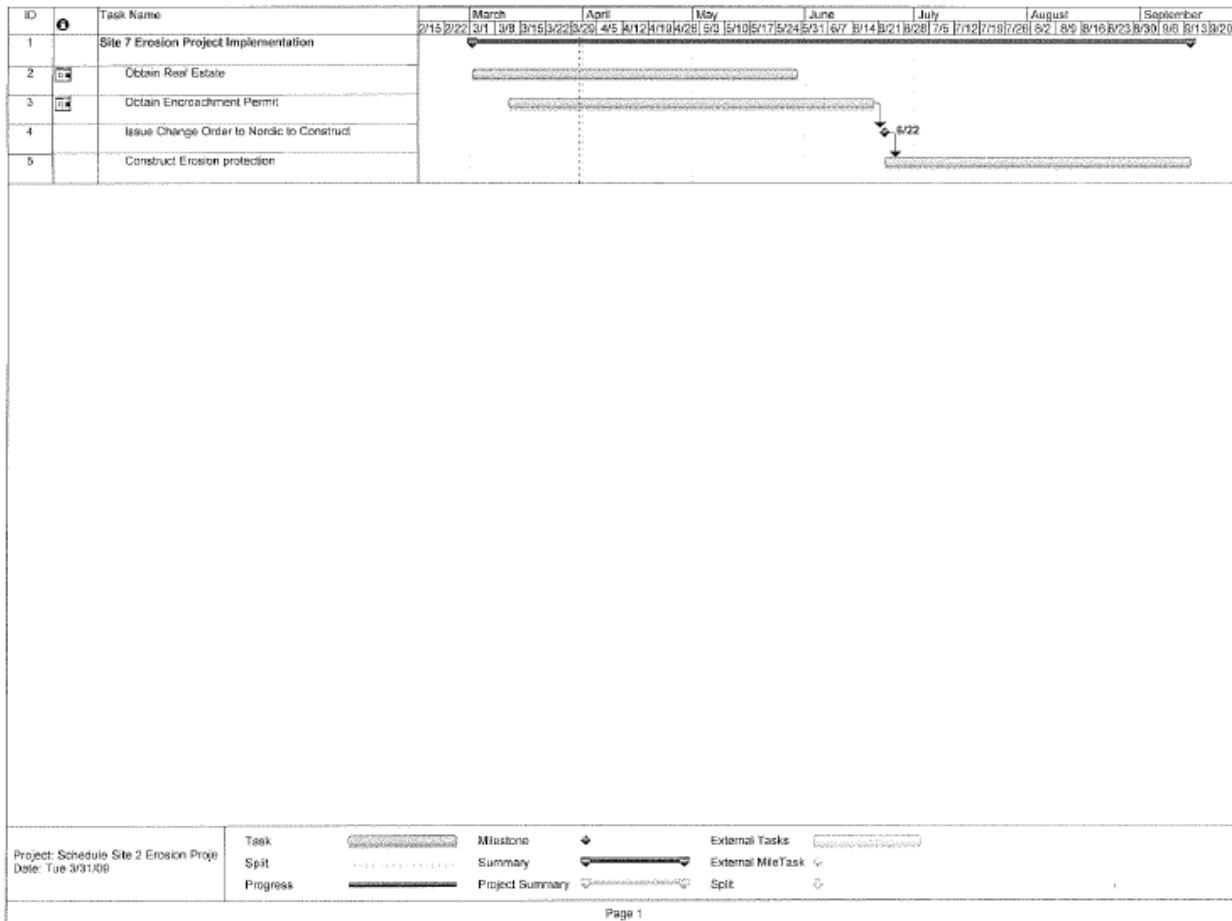 ID Task Name March April May June July August September
2/15 2/22 3/1 3/8 3/15 3/22 3/29 4/5 4/12 4/19 4/26 5/3 5/10 5/17 5/24 5/31 6/7 6/14 6/21 6/28 7/5 7/12 7/19 7/26 8/2 8/9 8/16 8/23 8/30 9/6 9/13 9/20
1 Site 7 Erosion Project Implementation
2 Obtain Real Estate
3 Obtain Encroachment Permit
4 Issue Change Order to Nordic to Construct 6/22
5 Construct Erosion protection
Project: Schedule Site 2 Erosion Proje
Date: Tue 3/31/09
Task Milestone External Tasks
Split Summary External MileTask
Progress Project Summary Split
Page 1